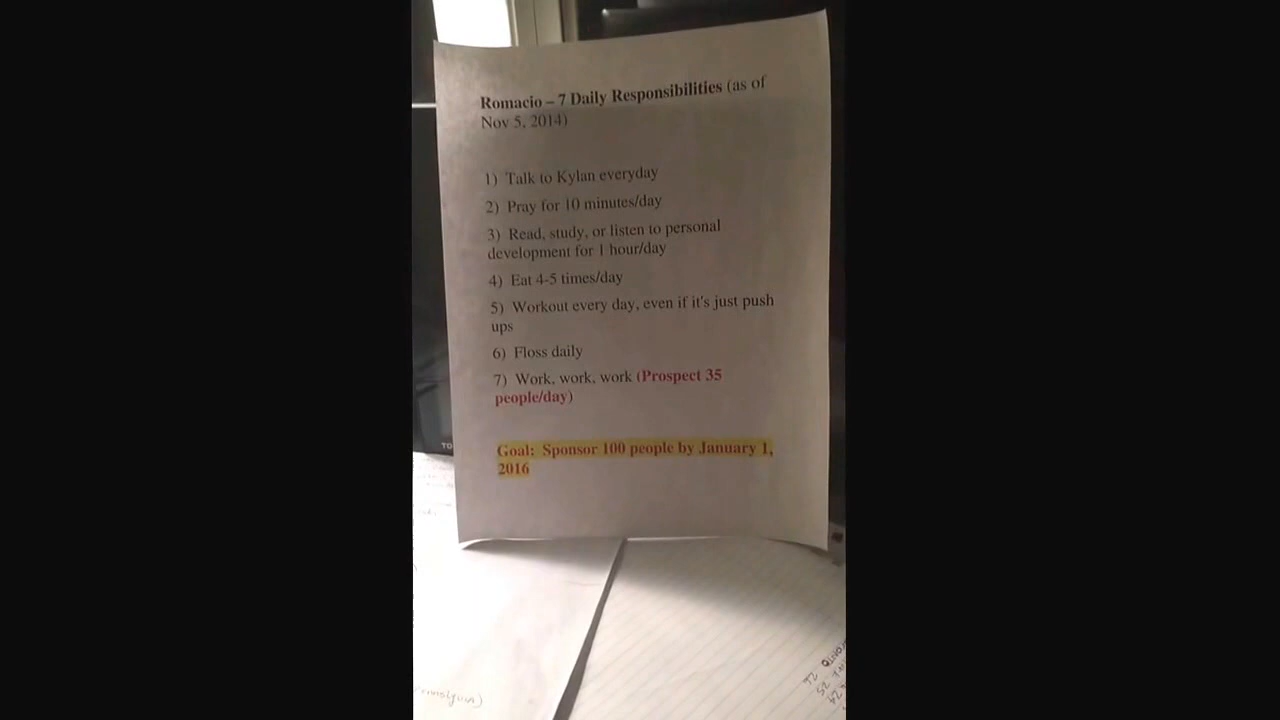 Romacio – 7 Daily Responsibilities (as of
Nov 5, 2014)
1) Talk to Kylan everyday
2) Pray for 10 minutes/day
3) Read, study, or listen to personal
development for 1 hour/day
4) Eat 4-5 times/day
5) Workout every day, even if it's just push
ups
6) Floss daily
7) Work, work, work (Prospect 35
people/day)
Goal: Sponsor 100 people by January 1,
2016